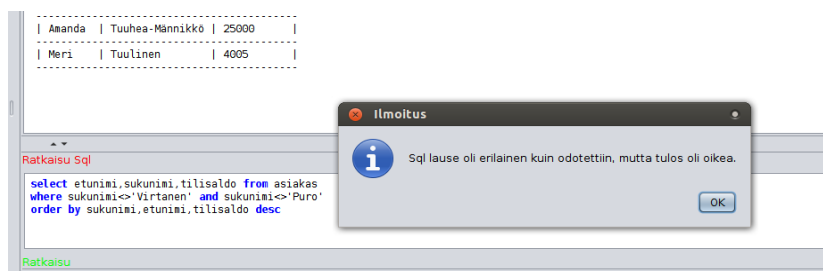 | Amanda | Tuuhea-Männikkö | 25000 |
| Meri | Tuulinen | 4005 |
Ilmoitus
Sql lause oli erilainen kuin odotettiin, mutta tulos oli oikea.
OK
Ratkaisu Sql
select etunimi,sukunimi,tilisaldo from asiakas
where sukunimi<>'Virtanen' and sukunimi<>'Puro'
order by sukunimi,etunimi,tilisaldo desc
Ratkaisu